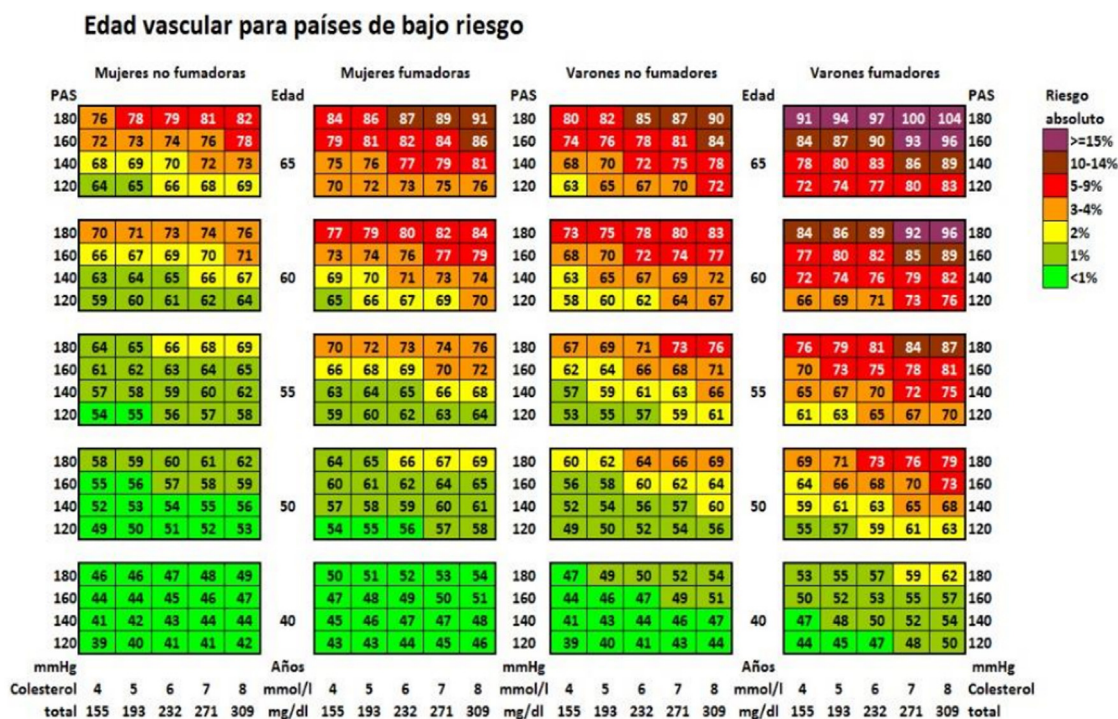 Edad vascular para países de bajo riesgo
Mujeres no fumadoras Mujeres fumadoras Varones no fumadores Varones fumadores
PAS Edad PAS Edad PAS Riesgo
180 76 78 79 81 82 84 86 87 89 91 180 80 82 85 87 90 91 94 97 100 104 180 absoluto
160 72 73 74 76 78 79 81 82 84 86 160 74 76 78 81 84 84 87 90 93 96 160 >=15%
140 68 69 70 72 73 65 75 76 77 79 81 140 68 70 72 75 78 65 78 80 83 86 89 140 10-14%
120 64 65 66 68 69 70 72 73 75 76 120 63 65 67 70 72 72 74 77 80 83 120 5-9%
3-4%
180 70 71 73 74 76 77 79 80 82 84 180 73 75 78 80 83 84 86 89 92 96 180 2%
160 66 67 69 70 71 73 74 76 77 79 160 68 70 72 74 77 77 80 82 85 89 160 1%
140 63 64 65 66 67 60 69 70 71 73 74 140 63 65 67 69 72 60 72 74 76 79 82 140 <1%
120 59 60 61 62 64 65 66 67 69 70 120 58 60 62 64 67 66 69 71 73 76 120
180 64 65 66 68 69 70 72 73 74 76 180 67 69 71 73 76 76 79 81 84 87 180
160 61 62 63 64 65 66 68 69 70 72 160 62 64 66 68 71 70 73 75 78 81 160
140 57 58 59 60 62 55 63 64 65 66 68 140 57 59 61 63 66 55 65 67 70 72 75 140
120 54 55 56 57 58 59 60 62 63 64 120 53 55 57 59 61 61 63 65 67 70 120
180 58 59 60 61 62 64 65 66 67 69 180 60 62 64 66 69 69 71 73 76 79 180
160 55 56 57 58 59 60 61 62 64 65 160 56 58 60 62 64 64 66 68 70 73 160
140 52 53 54 55 56 50 57 58 59 60 61 140 52 54 56 57 60 50 59 61 63 65 68 140
120 49 50 51 52 53 54 55 56 57 58 120 49 50 52 54 56 55 57 59 61 63 120
180 46 46 47 48 49 50 51 52 53 54 180 47 49 50 52 54 53 55 57 59 62 180
160 44 44 45 46 47 47 48 49 50 51 160 44 46 47 49 51 50 52 53 55 57 160
140 41 42 43 44 44 40 45 46 47 47 48 140 41 43 44 46 47 40 47 48 50 52 54 140
120 39 40 41 41 42 43 43 44 45 46 120 39 40 41 43 44 44 45 47 48 50 120
mmHg Años mmHg Años mmHg
Colesterol 4 5 6 7 8 mmol/l 4 5 6 7 8 mmol/l 4 5 6 7 8 mmol/l 4 5 6 7 8 Colesterol
total 155 193 232 271 309 mg/dl 155 193 232 271 309 mg/dl 155 193 232 271 309 mg/dl 155 193 232 271 309 total